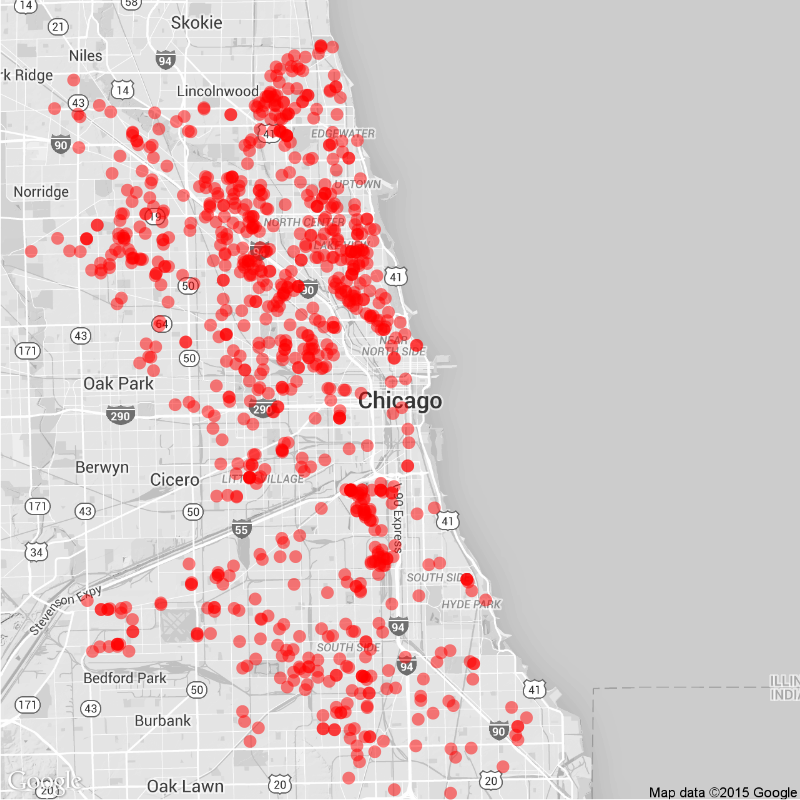 14
58
21
Skokie
Niles
94
rk Ridge
14
Lincolnwood
43
41
EDGEWATER
90
Norridge
UPTOWN
19
NORTH CENTER
LAKE VIEW
94
41
50
90
64
43
NEAR
NORTH SIDE
171
50
Oak Park
290
290
Chicago
Berwyn
Cicero
LITTLE VILLAGE
171
43
50
I-90 Express
41
55
34
SOUTH SIDE
Stevenson Expy
HYDE PARK
94
SOUTH SIDE
94
Bedford Park
50
41
ILLIN
INDIA
171
43
Burbank
90
Google
20
Oak Lawn
20
20
Map data ©2015 Google